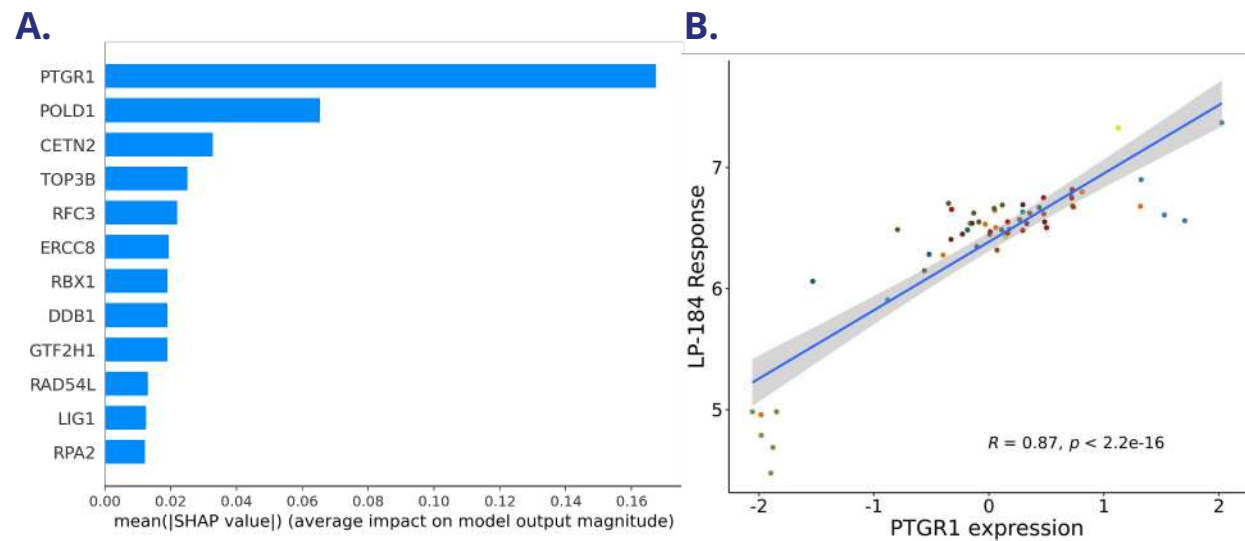 A.
PTGR1
POLD1
CETN2
TOP3B
RFC3
ERCC8
RBX1
DDB1
GTF2H1
RAD54L
LIG1
RPA2
0.00 0.02 0.04 0.06 0.08 0.10 0.12 0.14 0.16
mean(|SHAP value|) (average impact on model output magnitude)
B.
LP-184 Response
7
6
5
R = 0.87, p < 2.2e-16
-2 -1 0 1 2
PTGR1 expression